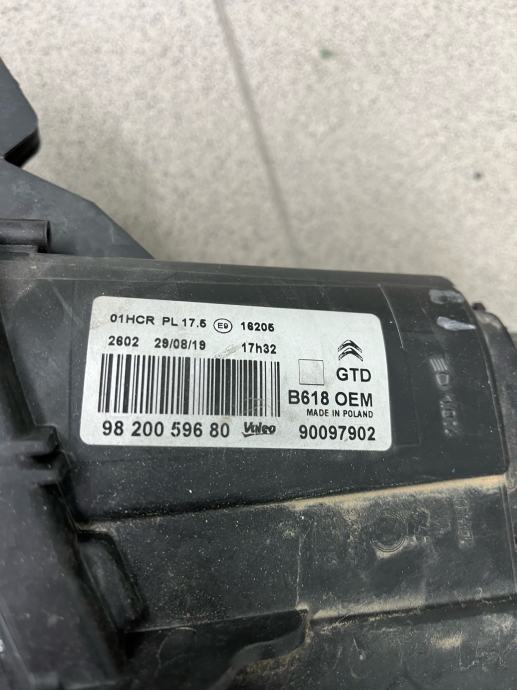 01HCR PL 17.5 E9 16205
2602 29/08/19 17h32
GTD
B618 OEM
MADE IN POLAND
98 200 596 80 Valeo 90097902